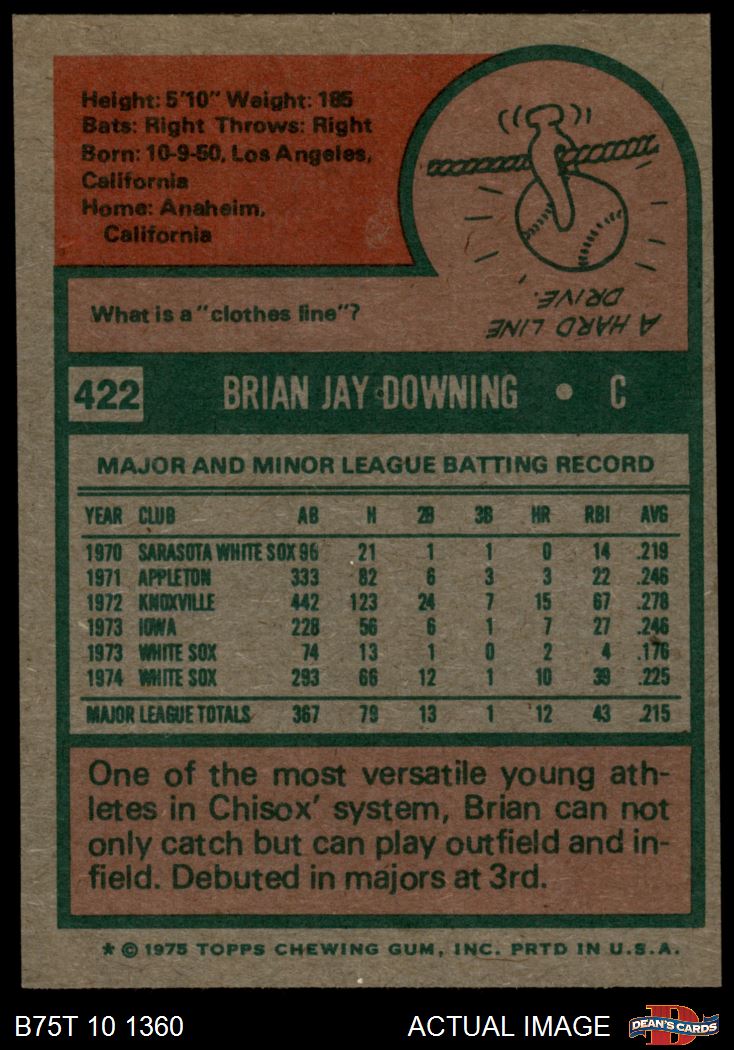 Height: 5'10" Weight: 185
Bats: Right Throws: Right
Born: 10-9-50, Los Angeles,
California
Home: Anaheim,
California
What is a "clothes line"?
A HARD LINE
DRIVE.
422 BRIAN JAY DOWNING • C
MAJOR AND MINOR LEAGUE BATTING RECORD
YEAR CLUB AB H 2B 3B HR RBI AVG
1970 SARASOTA WHITE SOX 96 21 1 1 0 14 .219
1971 APPLETON 333 82 6 3 3 22 .246
1972 KNOXVILLE 442 123 24 7 15 67 .278
1973 IOWA 228 56 6 1 7 27 .246
1973 WHITE SOX 74 13 1 0 2 4 .176
1974 WHITE SOX 293 66 12 1 10 39 .225
MAJOR LEAGUE TOTALS 367 79 13 1 12 43 .215
One of the most versatile young ath-
letes in Chisox' system, Brian can not
only catch but can play outfield and in-
field. Debuted in majors at 3rd.
* © 1975 TOPPS CHEWING GUM, INC. PRTD IN U.S.A.
B75T 10 1360 ACTUAL IMAGE DEAN'S CARDS